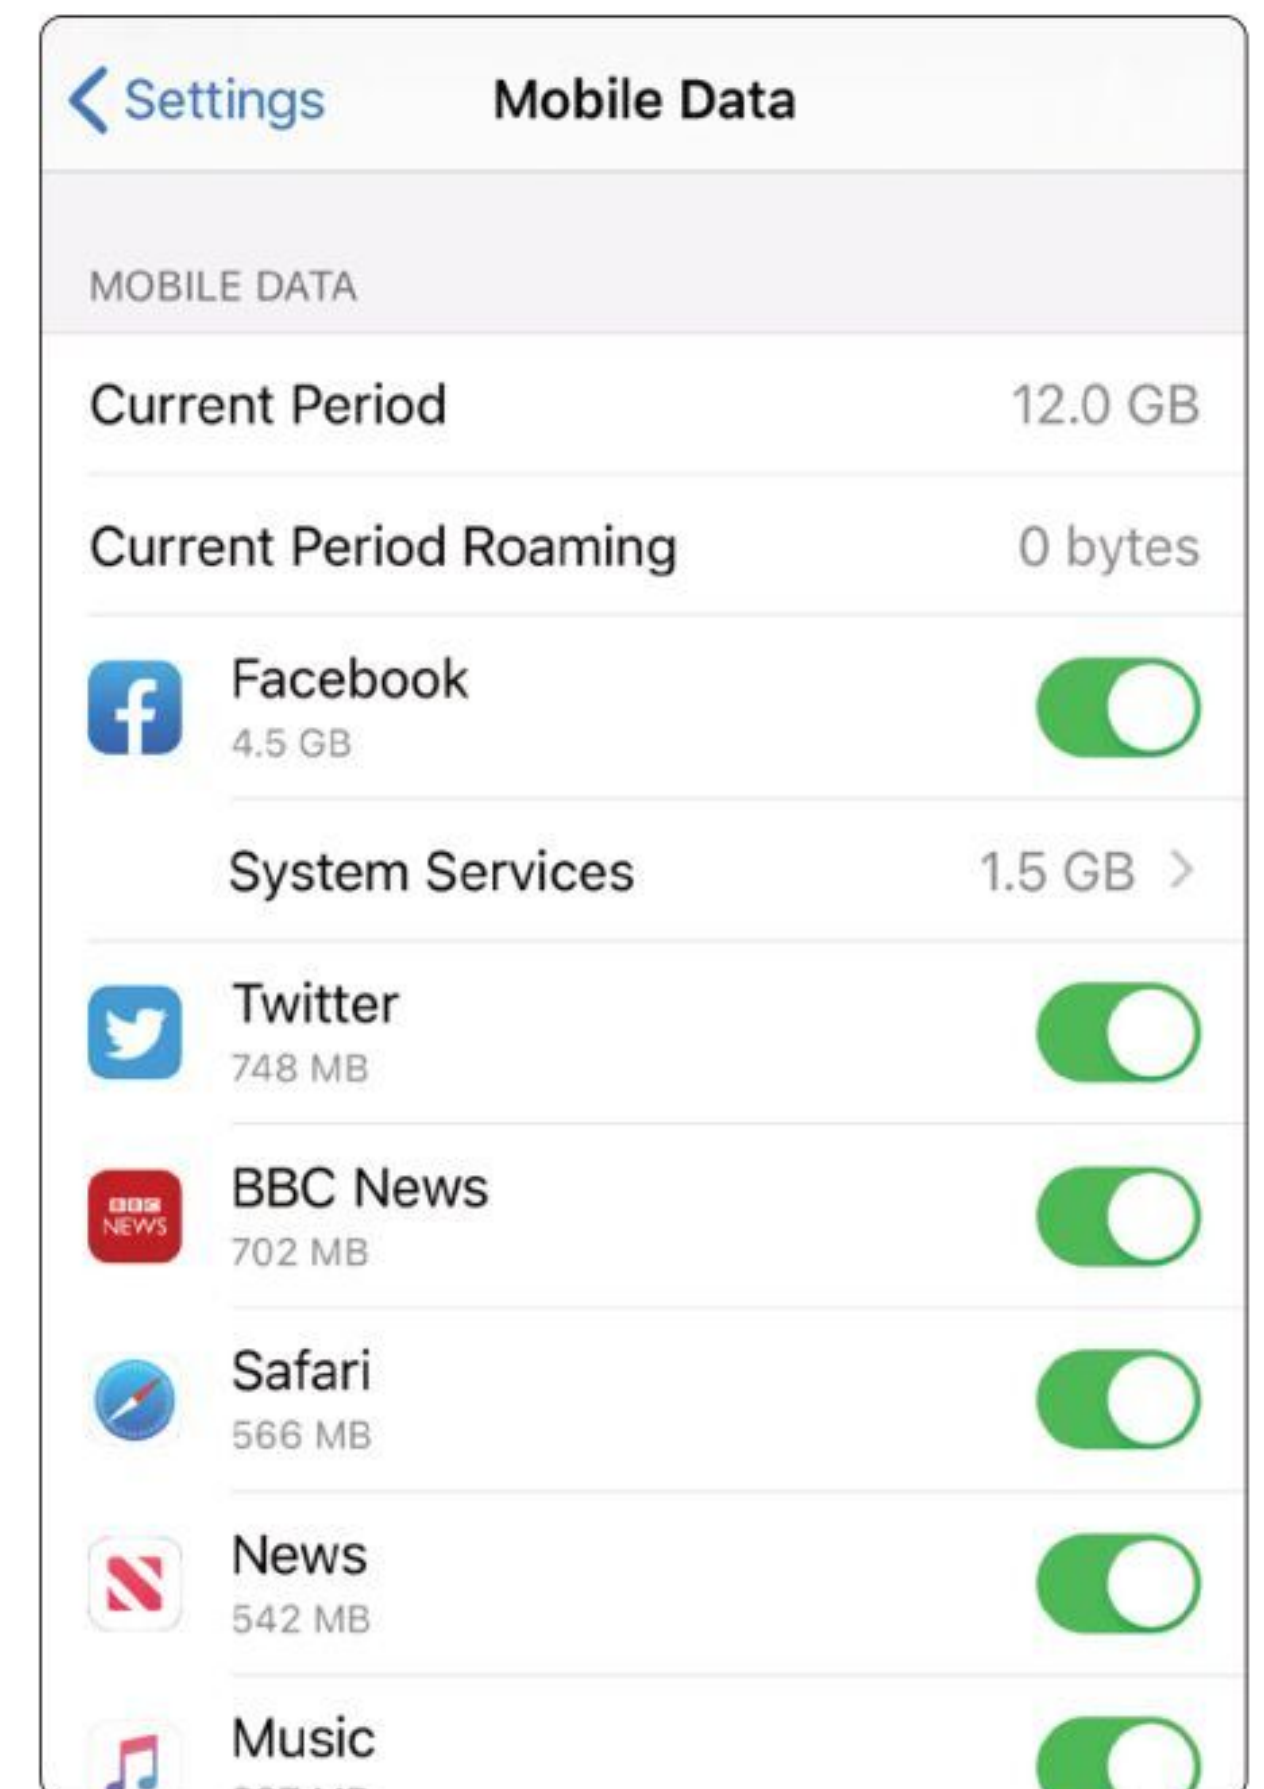 Settings
Mobile Data
MOBILE DATA
Current Period 12.0 GB
Current Period Roaming 0 bytes
Facebook
4.5 GB
System Services 1.5 GB
Twitter
748 MB
BBC NEWS
BBC News
702 MB
Safari
566 MB
News
542 MB
Music